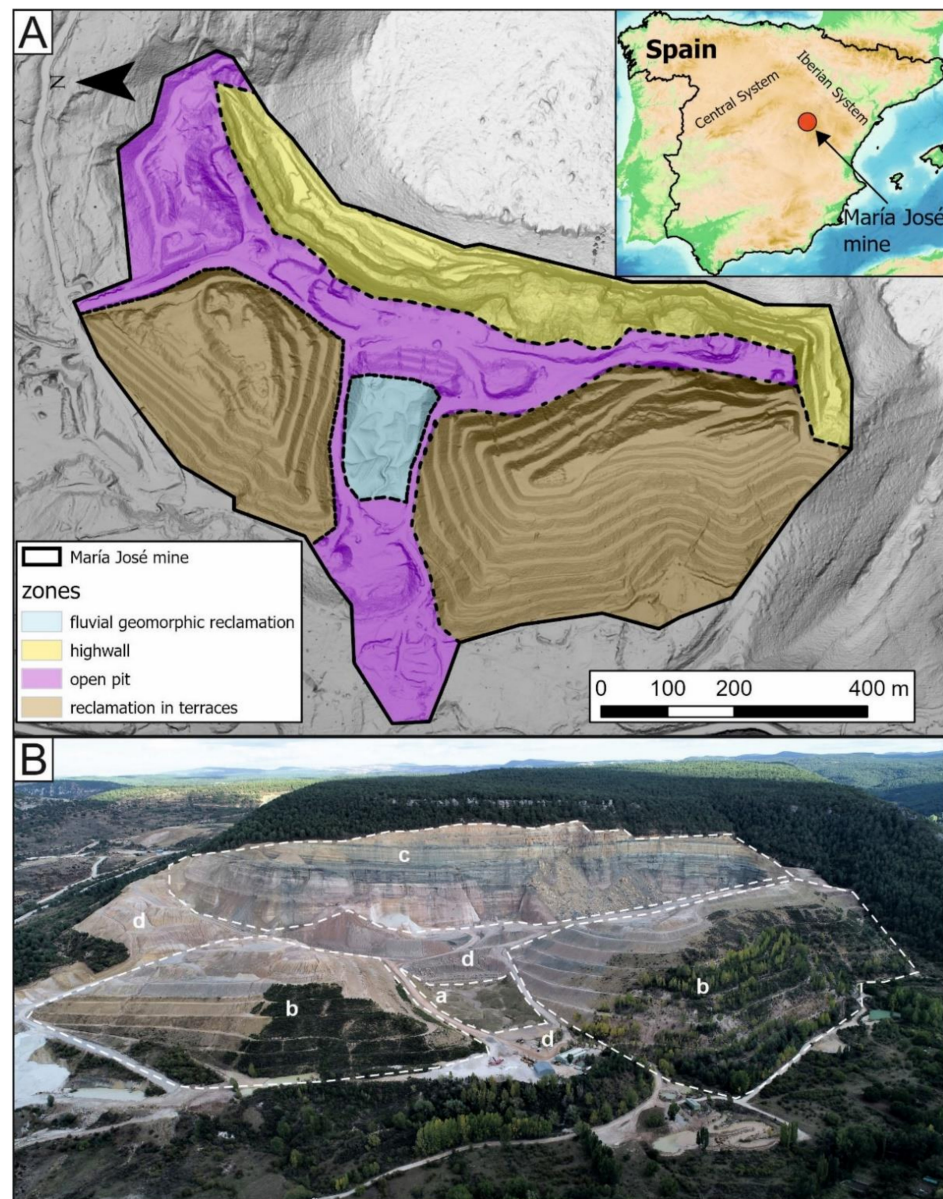 A
N
Spain
Central System
Iberian System
María José
mine
María José mine
zones
fluvial geomorphic reclamation
highwall
open pit
reclamation in terraces
0 100 200 400 m
B
c
d
d
a
b
b
d